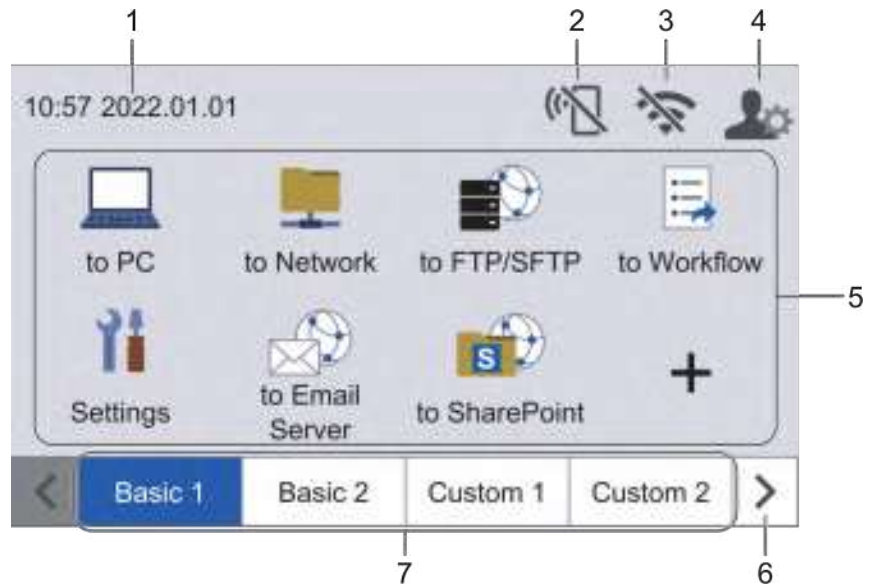 1 2 3 4
10:57 2022.01.01
to PC to Network to FTP/SFTP to Workflow
5
Settings to Email Server to SharePoint
S
Basic 1 Basic 2 Custom 1 Custom 2
7 6